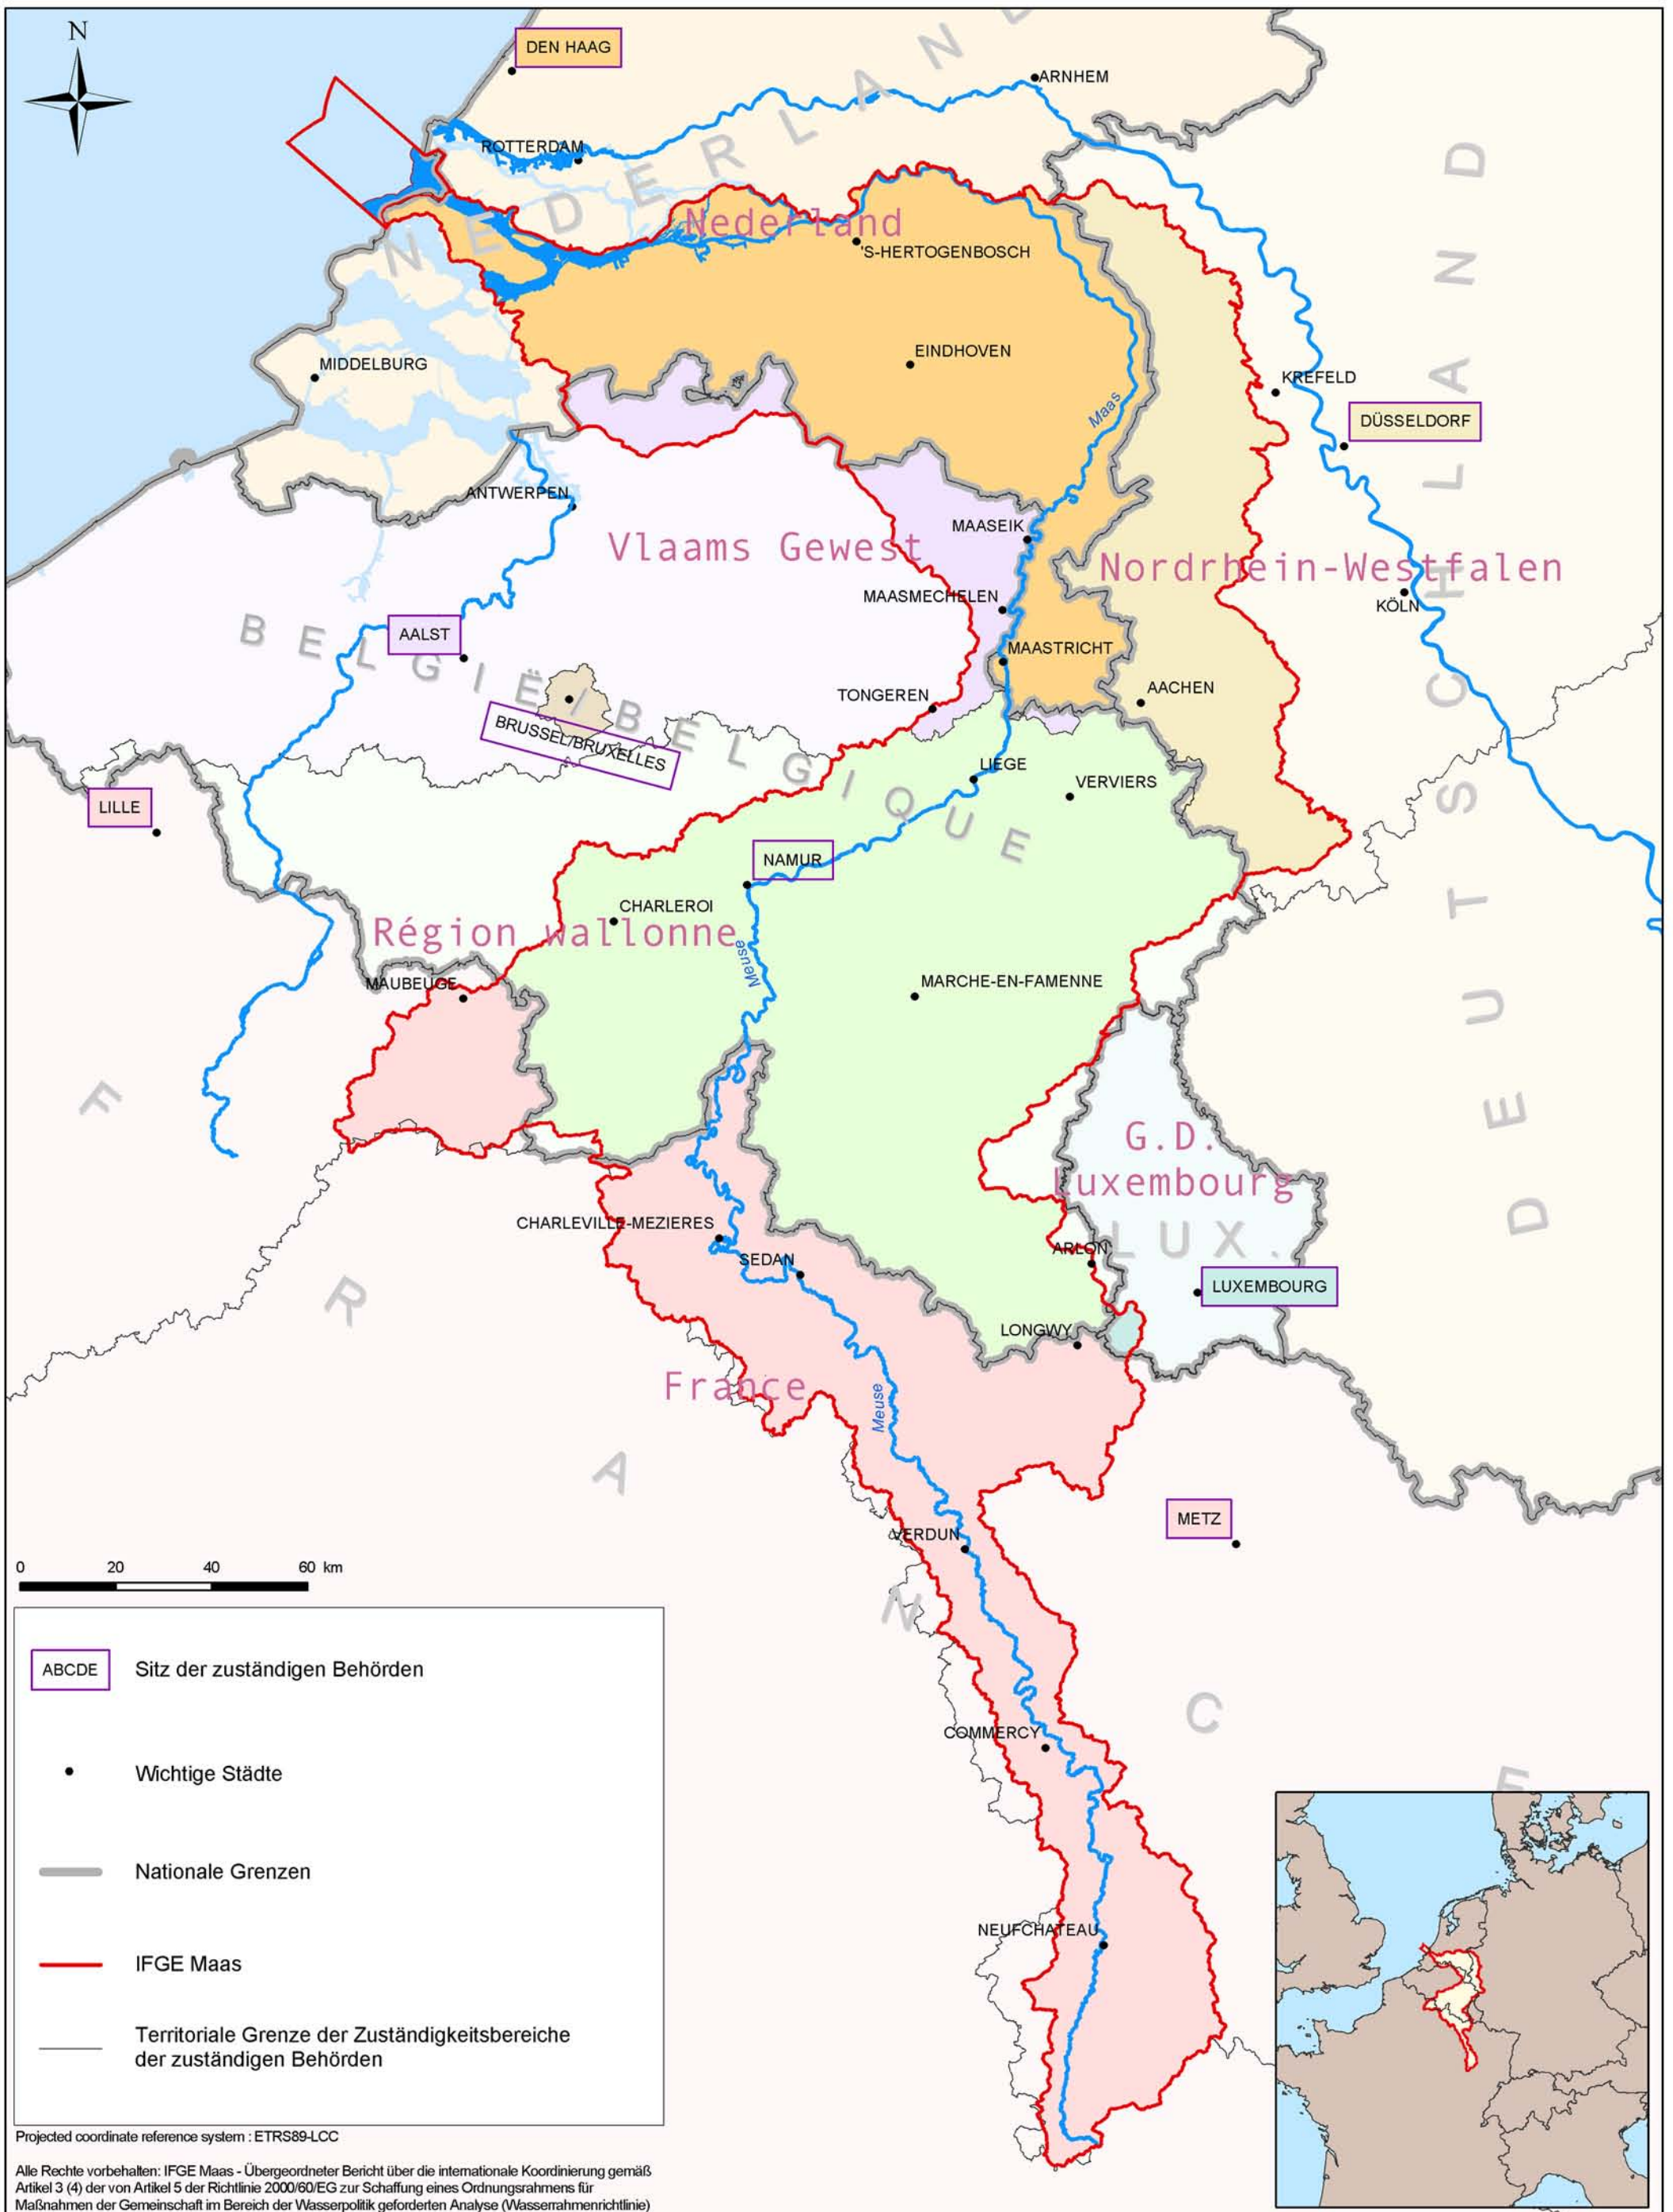 N
DEN HAAG
ARNHEM
ROTTERDAM
NEDERLAND
Nederland
'S-HERTOGENBOSCH
EINDHOVEN
MIDDELBURG
KREFELD
Maas
DÜSSELDORF
ANTWERPEN
MAASEIK
Vlaams Gewest
Nordrhein-Westfalen
MAASMECHELEN
KÖLN
AALST
MAASTRICHT
BELGIË / BELGIQUE
AACHEN
TONGEREN
BRUSSEL/BRUXELLES
DEUTSCHLAND
LIEGE
VERVIERS
LILLE
NAMUR
CHARLEROI
Région wallonne
Meuse
MAUBEUGE
MARCHE-EN-FAMENNE
G.D.
Luxembourg
CHARLEVILLE-MEZIERES
LUX.
ARLON
SEDAN
LUXEMBOURG
LONGWY
France
Meuse
FRANCE
METZ
VERDUN
COMMERCY
NEUFCHATEAU
0 20 40 60 km
ABCDE Sitz der zuständigen Behörden
Wichtige Städte
Nationale Grenzen
IFGE Maas
Territoriale Grenze der Zuständigkeitsbereiche
der zuständigen Behörden
Projected coordinate reference system : ETRS89-LCC
Alle Rechte vorbehalten: IFGE Maas - Übergeordneter Bericht über die internationale Koordinierung gemäß
Artikel 3 (4) der von Artikel 5 der Richtlinie 2000/60/EG zur Schaffung eines Ordnungsrahmens für
Maßnahmen der Gemeinschaft im Bereich der Wasserpolitik geforderten Analyse (Wasserrahmenrichtlinie)